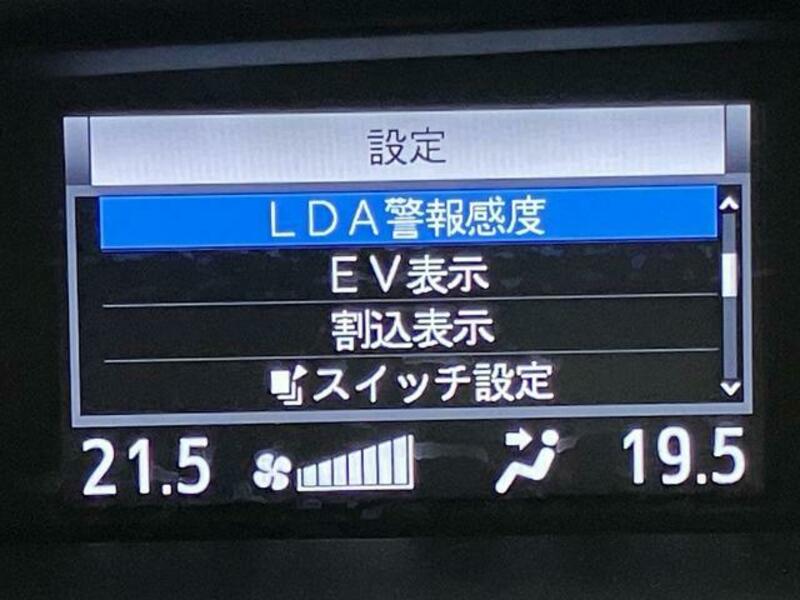 設定
ＬＤＡ警報感度
ＥＶ表示
割込表示
スイッチ設定
21.5 19.5